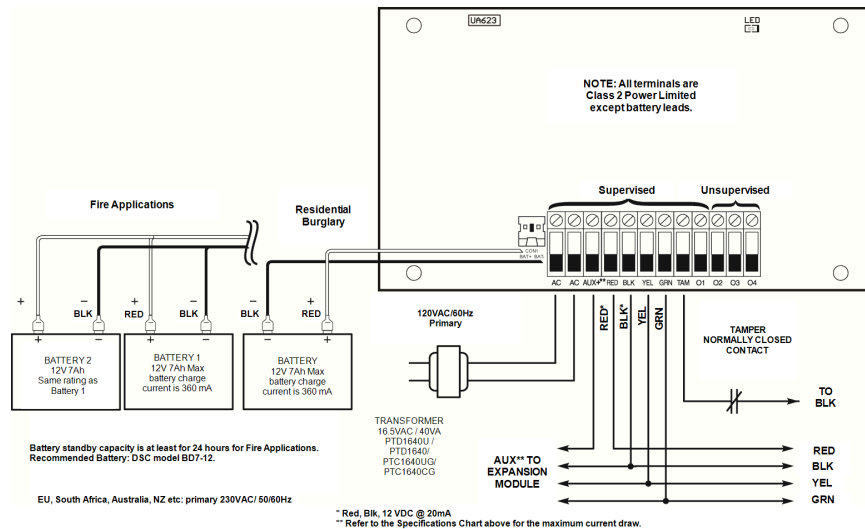 UA623
LED
NOTE: All terminals are
Class 2 Power Limited
except battery leads.
Fire Applications
Residential
Burglary
Supervised
Unsupervised
CON1
BAT+ BAT-
AC AC AUX+** RED BLK YEL GRN TAM O1 O2 O3 O4
+ – BLK + RED – BLK – BLK + RED
+ – + – – +
BATTERY 2
12V 7Ah
Same rating as
Battery 1
BATTERY 1
12V 7Ah Max
battery charge
current is 360 mA
BATTERY
12V 7Ah Max
battery charge
current is 360 mA
120VAC/60Hz
Primary
RED*
BLK*
YEL
GRN
TAMPER
NORMALLY CLOSED
CONTACT
TO
BLK
TRANSFORMER
16.5VAC / 40VA
PTD1640U /
PTD1640/
PTC1640UG/
PTC1640CG
AUX** TO
EXPANSION
MODULE
RED
BLK
YEL
GRN
Battery standby capacity is at least for 24 hours for Fire Applications.
Recommended Battery: DSC model BD7-12.
EU, South Africa, Australia, NZ etc: primary 230VAC/ 50/60Hz
* Red, Blk, 12 VDC @ 20mA
** Refer to the Specifications Chart above for the maximum current draw.